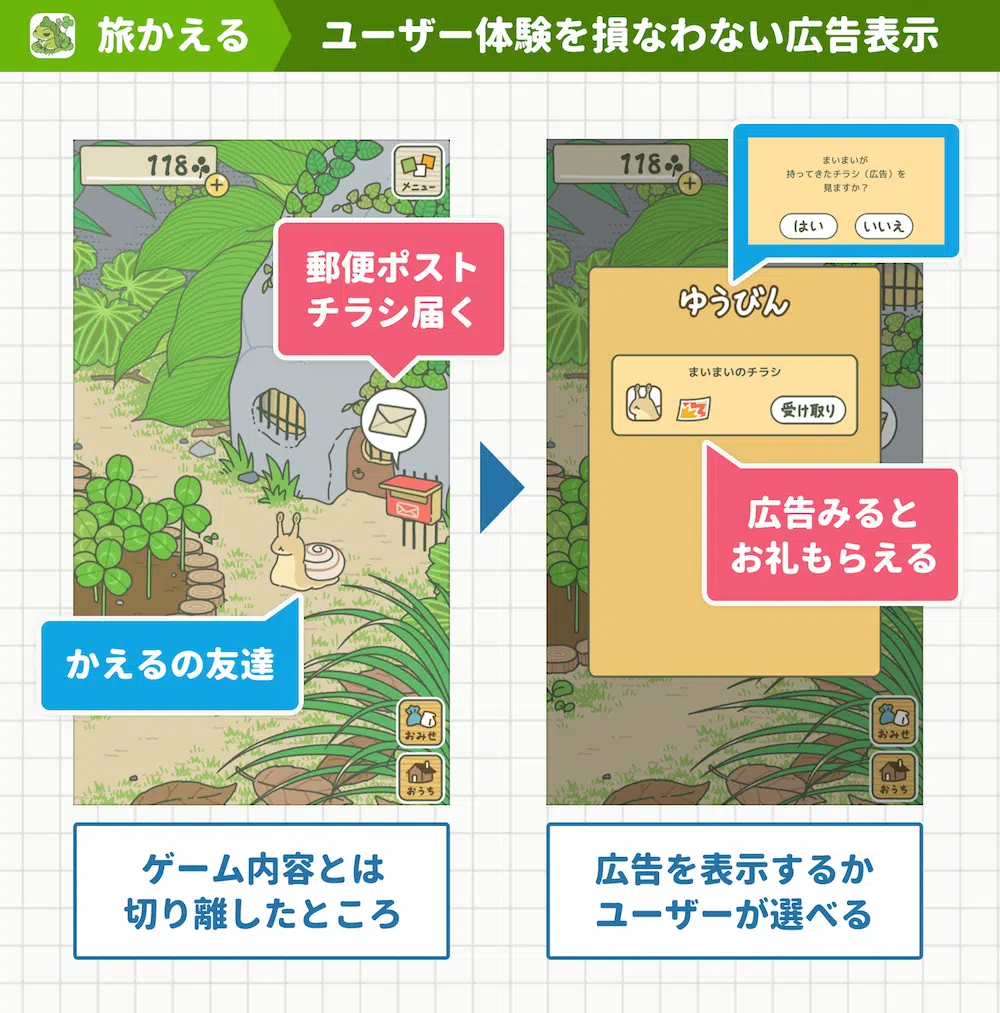 旅かえる
ユーザー体験を損なわない広告表示
118
メニュー
郵便ポスト
チラシ届く
かえるの友達
おみせ
おうち
ゲーム内容とは
切り離したところ
118
まいまいが
持ってきたチラシ（広告）を
見ますか？
はい
いいえ
ゆうびん
まいまいのチラシ
受け取り
広告みると
お礼もらえる
おみせ
おうち
広告を表示するか
ユーザーが選べる